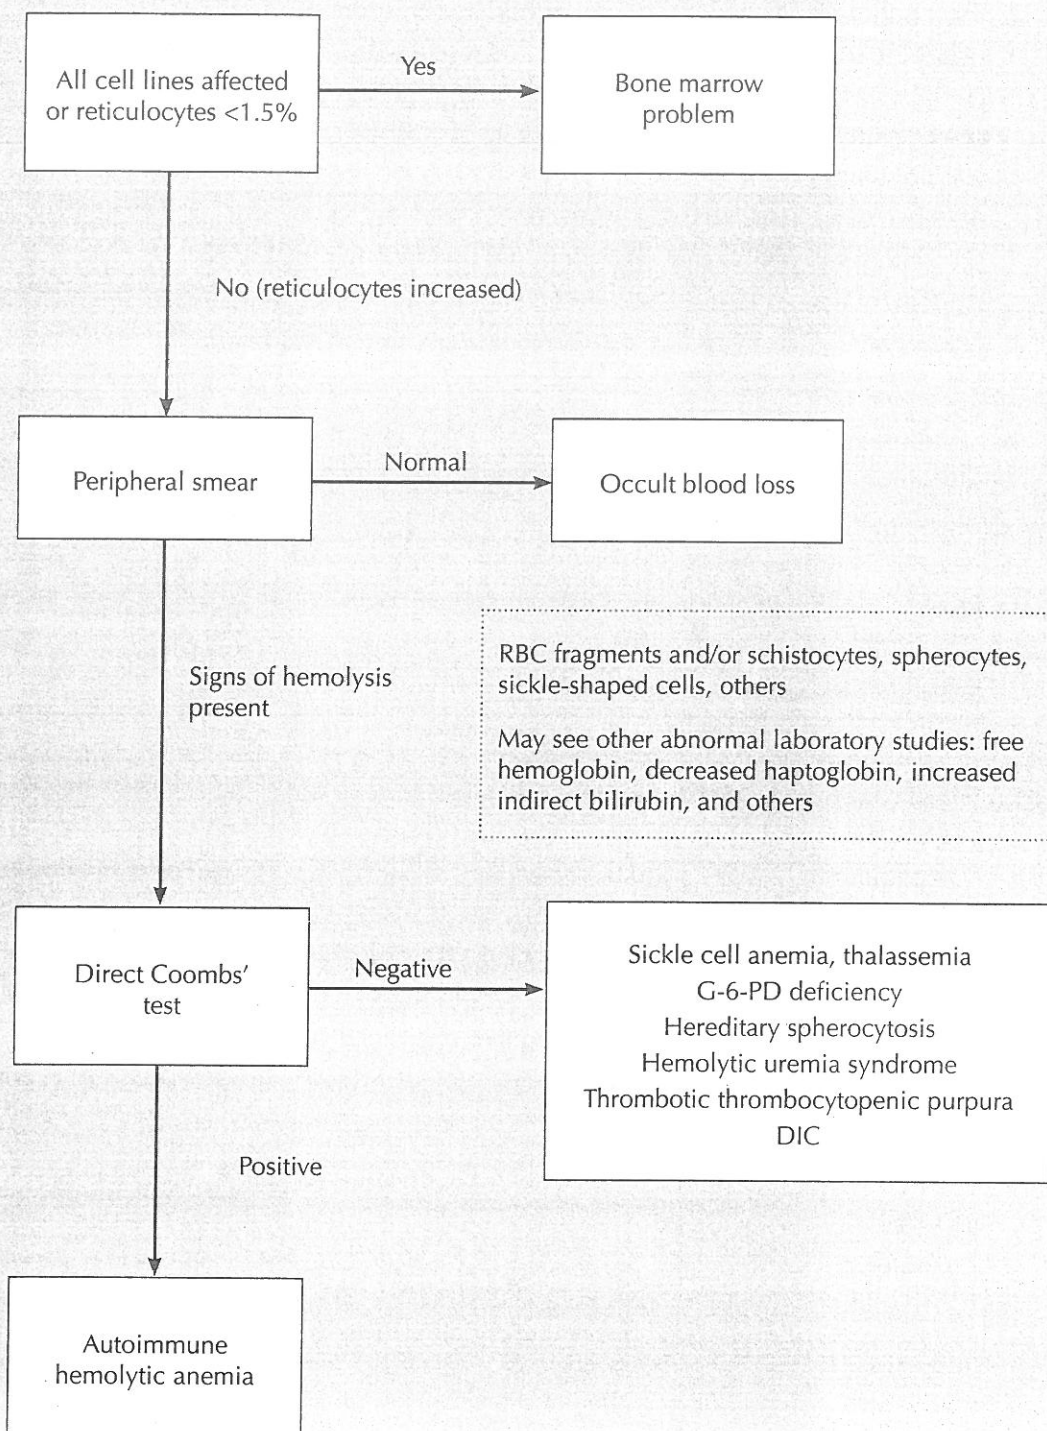 All cell lines affected
or reticulocytes <1.5%
Yes
Bone marrow
problem
No (reticulocytes increased)
Peripheral smear
Normal
Occult blood loss
Signs of hemolysis
present
RBC fragments and/or schistocytes, spherocytes,
sickle-shaped cells, others
May see other abnormal laboratory studies: free
hemoglobin, decreased haptoglobin, increased
indirect bilirubin, and others
Direct Coombs’
test
Negative
Sickle cell anemia, thalassemia
G-6-PD deficiency
Hereditary spherocytosis
Hemolytic uremia syndrome
Thrombotic thrombocytopenic purpura
DIC
Positive
Autoimmune
hemolytic anemia